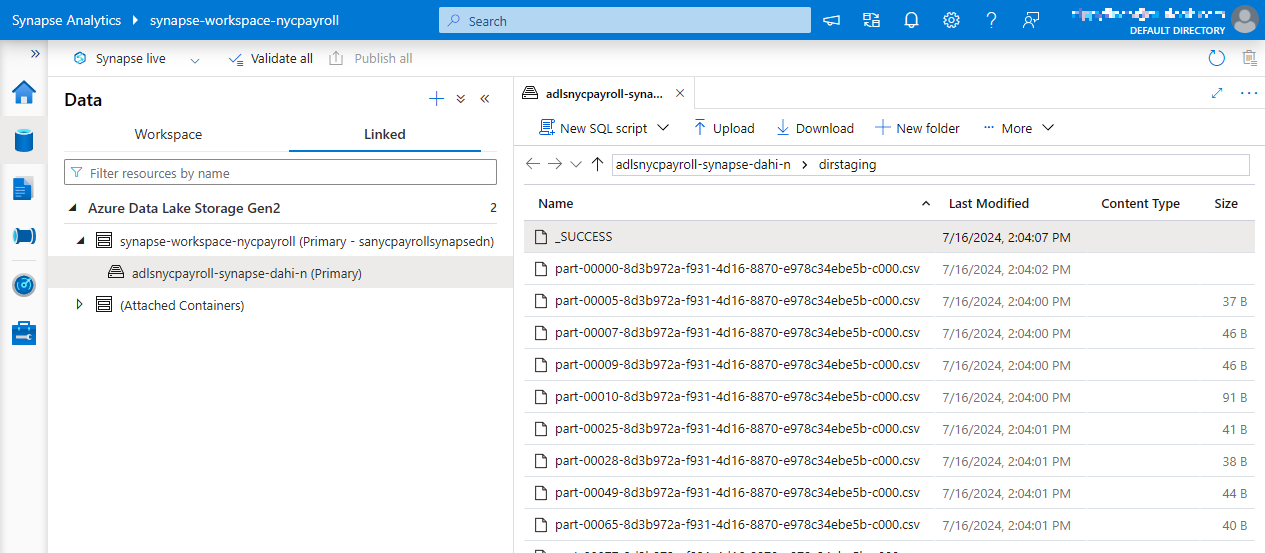 Synapse Analytics synapse-workspace-nycpayroll Search
DEFAULT DIRECTORY
Synapse live Validate all Publish all
Data
Workspace Linked
Filter resources by name
Azure Data Lake Storage Gen2 2
synapse-workspace-nycpayroll (Primary - sanycpayrollsynapsedn)
adlsnycpayroll-synapse-dahi-n (Primary)
(Attached Containers)
adlsnycpayroll-syna...
New SQL script Upload Download New folder More
adlsnycpayroll-synapse-dahi-n dirstaging
Name Last Modified Content Type Size
_SUCCESS 7/16/2024, 2:04:07 PM
part-00000-8d3b972a-f931-4d16-8870-e978c34ebe5b-c000.csv 7/16/2024, 2:04:02 PM
part-00005-8d3b972a-f931-4d16-8870-e978c34ebe5b-c000.csv 7/16/2024, 2:04:00 PM 37 B
part-00007-8d3b972a-f931-4d16-8870-e978c34ebe5b-c000.csv 7/16/2024, 2:04:00 PM 46 B
part-00009-8d3b972a-f931-4d16-8870-e978c34ebe5b-c000.csv 7/16/2024, 2:04:00 PM 46 B
part-00010-8d3b972a-f931-4d16-8870-e978c34ebe5b-c000.csv 7/16/2024, 2:04:00 PM 91 B
part-00025-8d3b972a-f931-4d16-8870-e978c34ebe5b-c000.csv 7/16/2024, 2:04:01 PM 41 B
part-00028-8d3b972a-f931-4d16-8870-e978c34ebe5b-c000.csv 7/16/2024, 2:04:01 PM 38 B
part-00049-8d3b972a-f931-4d16-8870-e978c34ebe5b-c000.csv 7/16/2024, 2:04:01 PM 44 B
part-00065-8d3b972a-f931-4d16-8870-e978c34ebe5b-c000.csv 7/16/2024, 2:04:01 PM 40 B